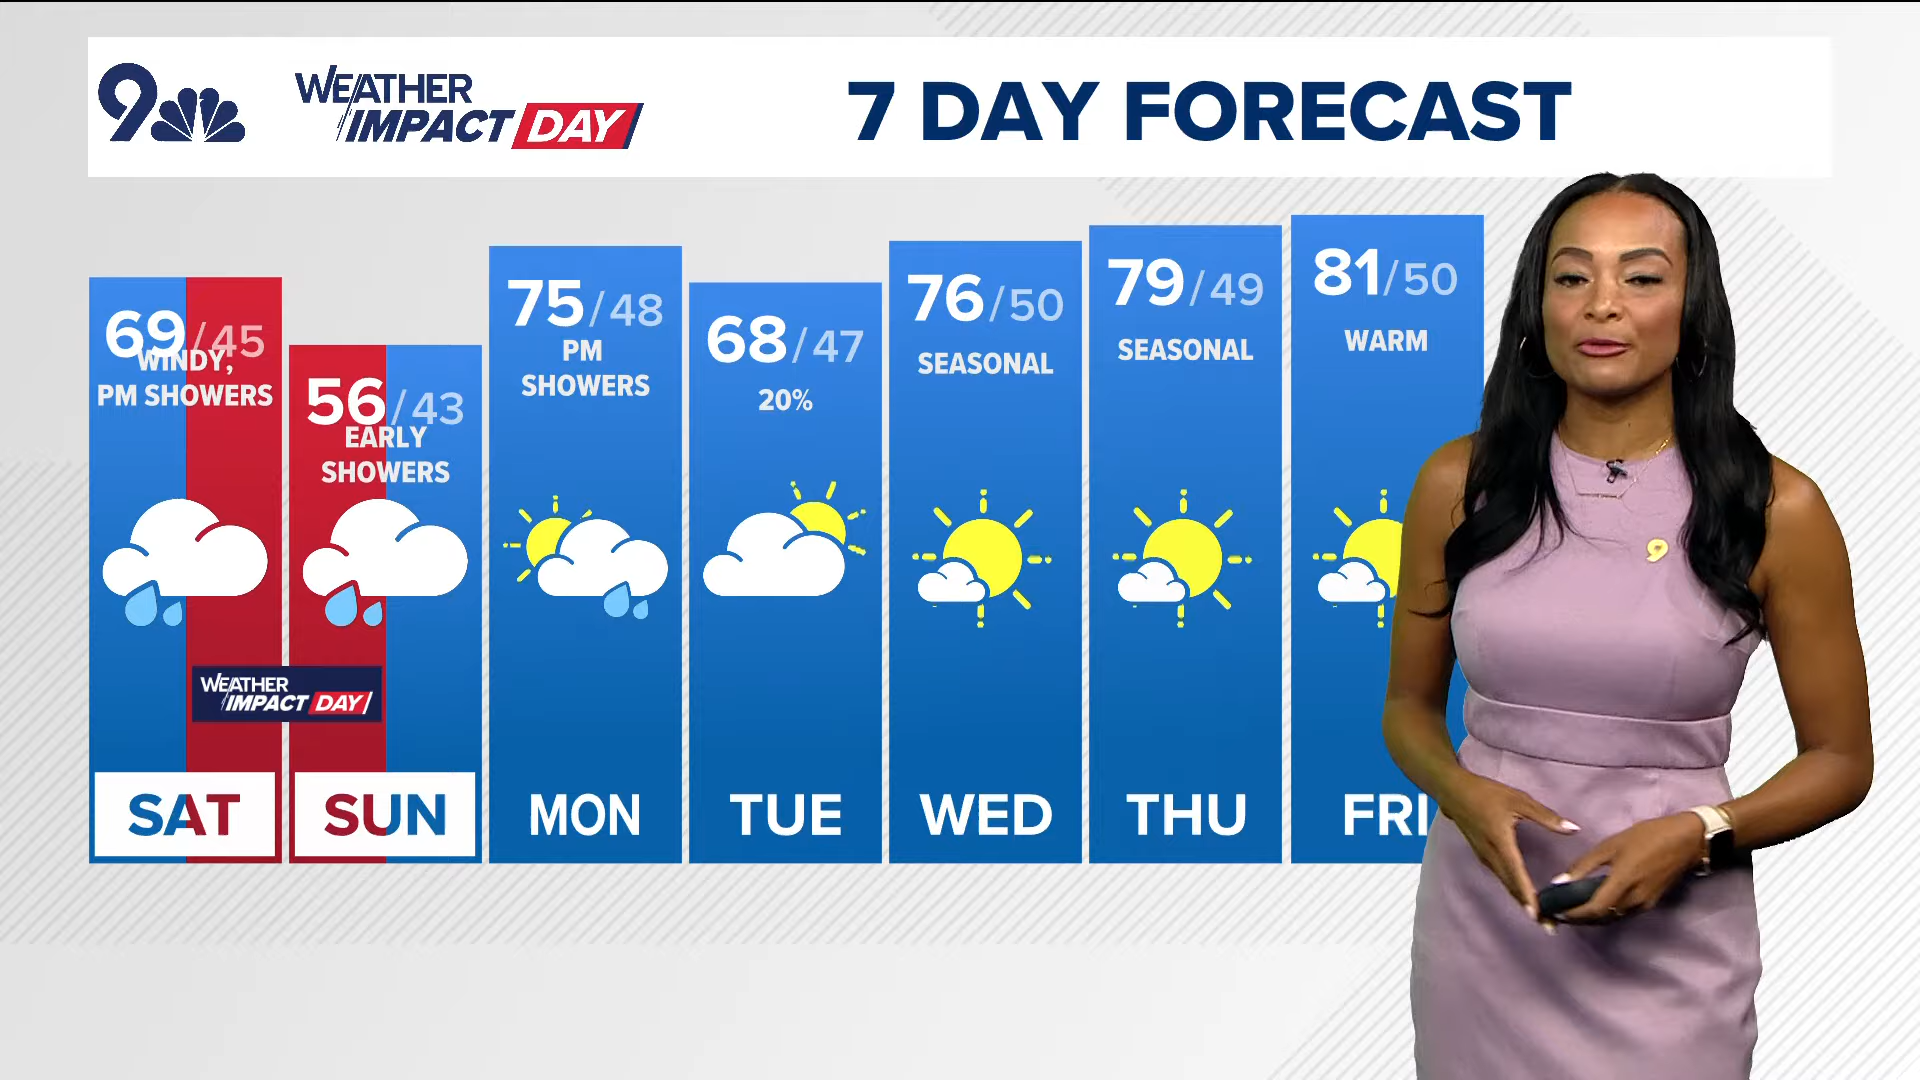 9
WEATHER
IMPACT DAY
7 DAY FORECAST
69/45
WINDY,
PM SHOWERS
56/43
EARLY
SHOWERS
75/48
PM
SHOWERS
68/47
20%
76/50
SEASONAL
79/49
SEASONAL
81/50
WARM
9
WEATHER
IMPACT DAY
SAT
SUN
MON
TUE
WED
THU
FRI